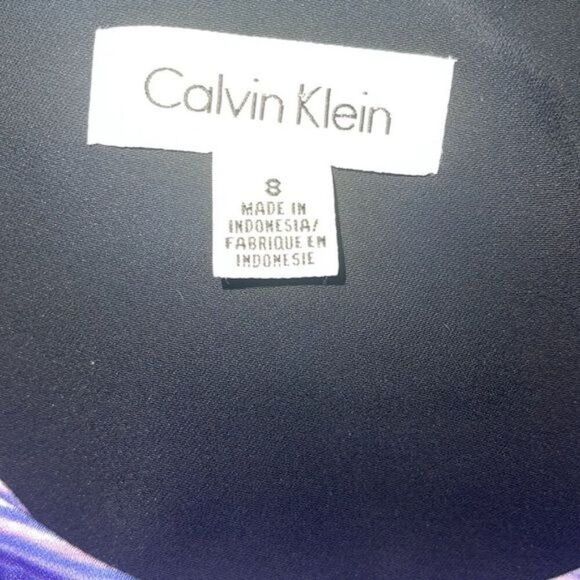 Calvin Klein
8
MADE IN
INDONESIA/
FABRIQUE EN
INDONESIE